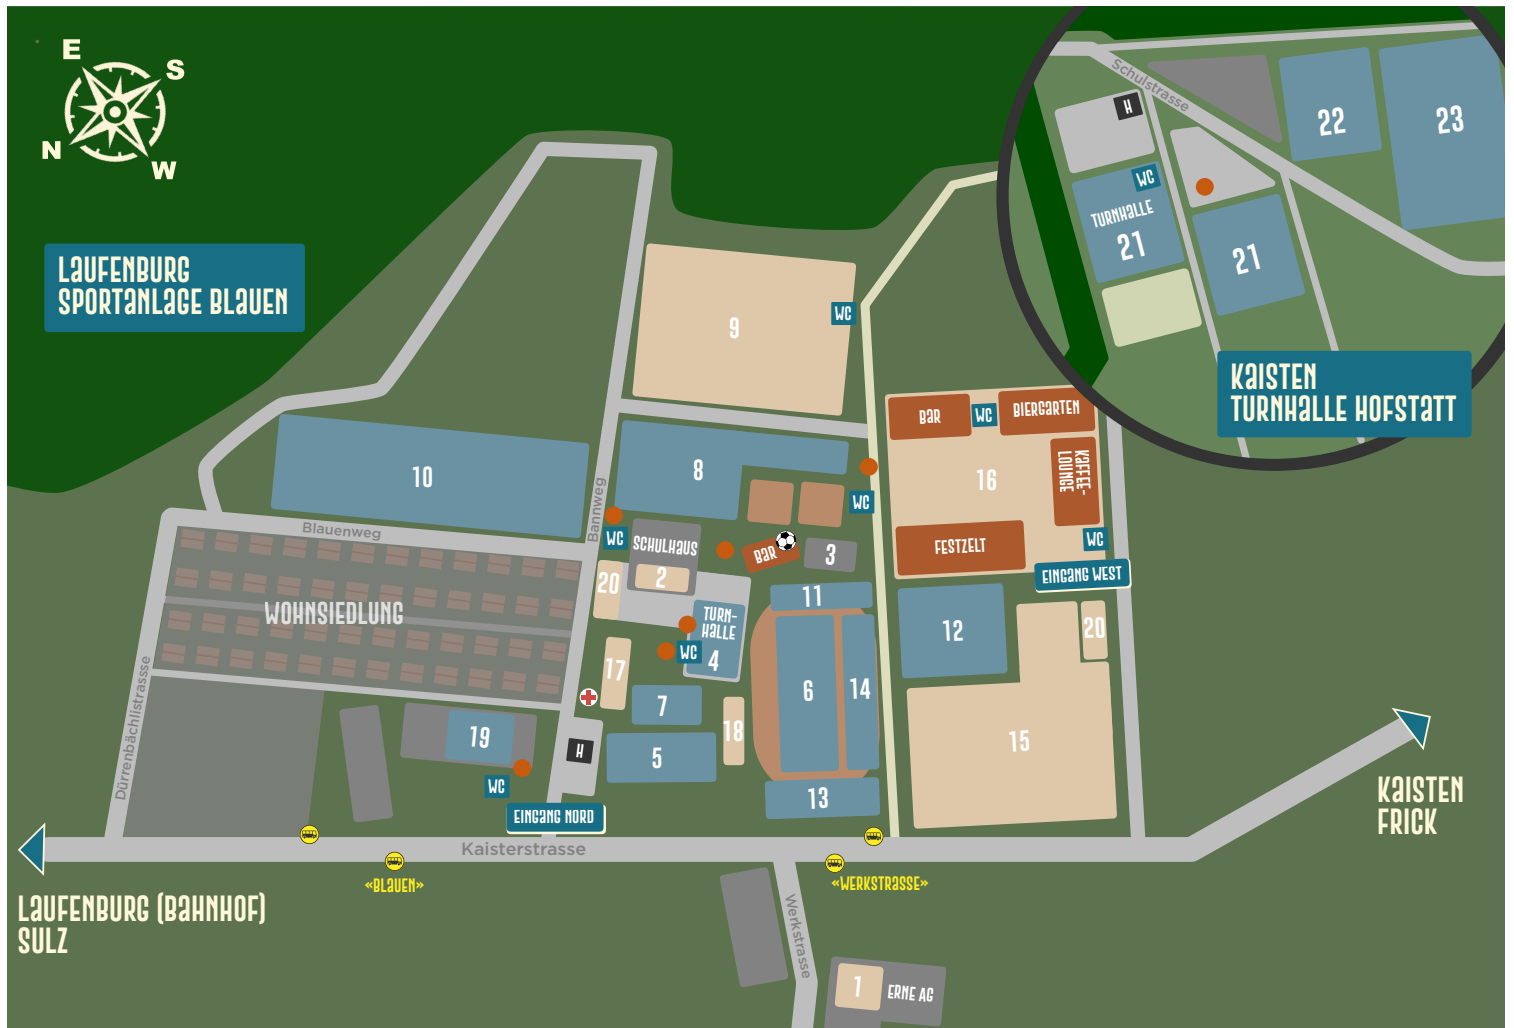 E
S
N
W
Schulstrasse
H
22
23
WC
TURNHALLE
21
21
LAUFENBURG
SPORTANLAGE BLAUEN
9
WC
KAISTEN
TURNHALLE HOFSTATT
BAR
WC
BIERGARTEN
10
8
16
KAFFEE-
LOUNGE
WC
Bannweg
Blauenweg
WC
SCHULHAUS
BAR
3
FESTZELT
WC
EINGANG WEST
20
2
11
WOHNSIEDLUNG
TURN-
HALLE
4
WC
12
20
17
6
14
7
18
Dürrenbächlistrassse
19
H
5
15
WC
13
EINGANG NORD
KAISTEN
FRICK
Kaisterstrasse
«BLAUEN»
«WERKSTRASSE»
LAUFENBURG (BAHNHOF)
SULZ
Werkstrasse
1
ERNE AG